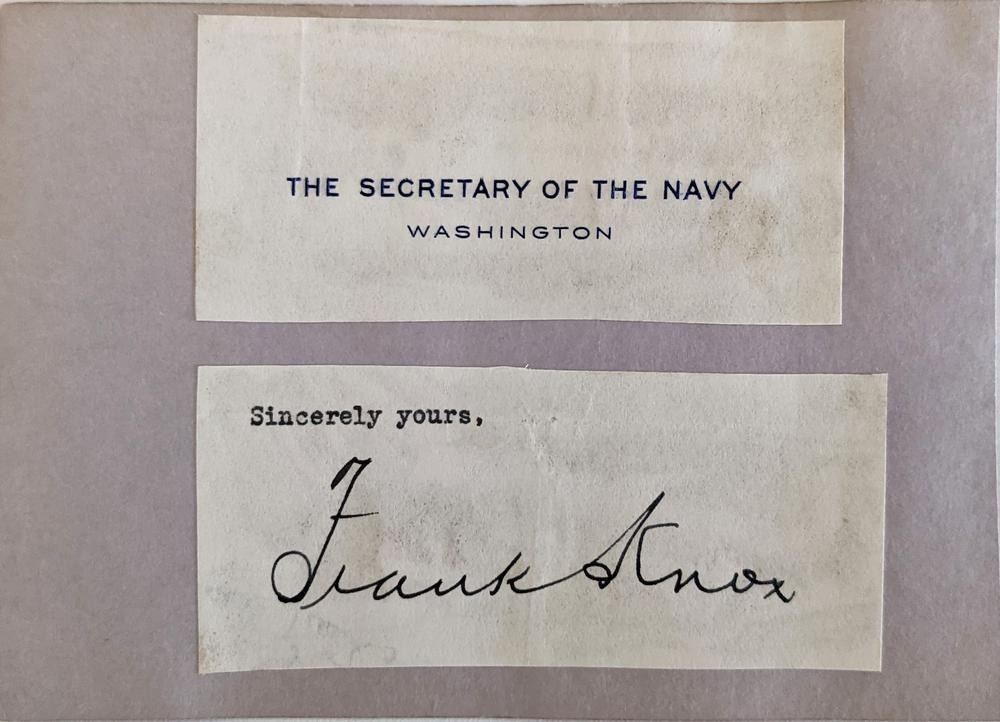 THE SECRETARY OF THE NAVY
WASHINGTON
Sincerely yours,
Frank Knox